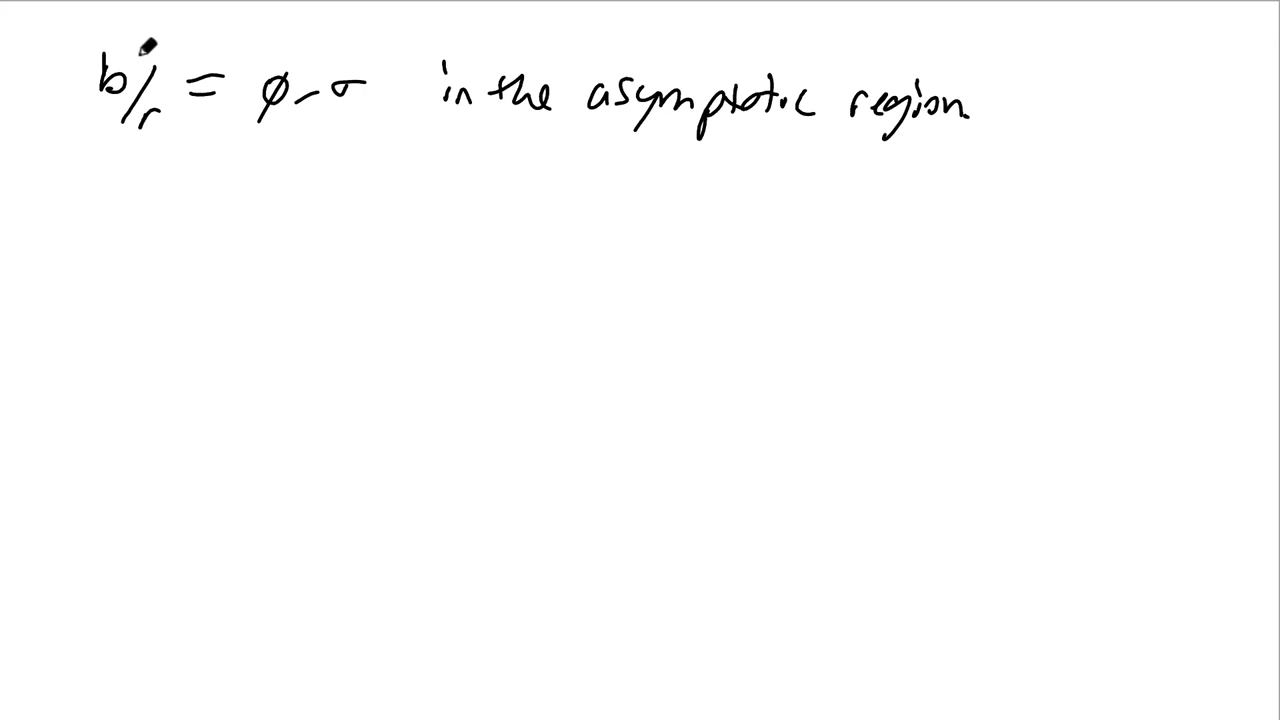 b/r = φ - σ in the asymptotic region.